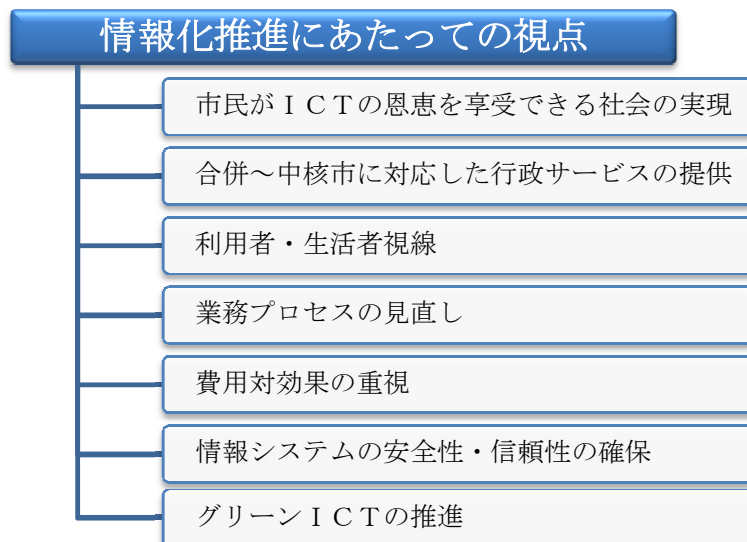 情報化推進にあたっての視点
市民がＩＣＴの恩恵を享受できる社会の実現
合併～中核市に対応した行政サービスの提供
利用者・生活者視線
業務プロセスの見直し
費用対効果の重視
情報システムの安全性・信頼性の確保
グリーンＩＣＴの推進